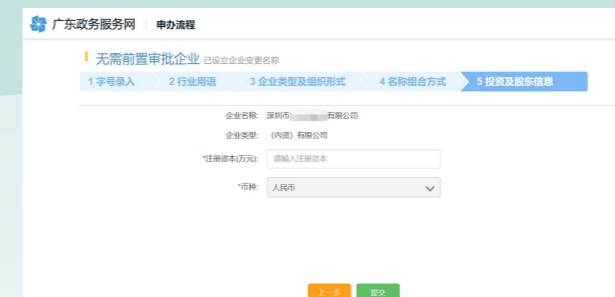 广东政务服务网 申办流程
无需前置审批企业 已设立企业变更名称
1 字号录入 2 行业用语 3 企业类型及组织形式 4 名称组合方式 5 投资及股东信息
企业名称: 深圳市 有限公司
企业类型: (内资) 有限公司
*注册资本(万元): 请输入注册资本
*币种: 人民币
上一步 提交